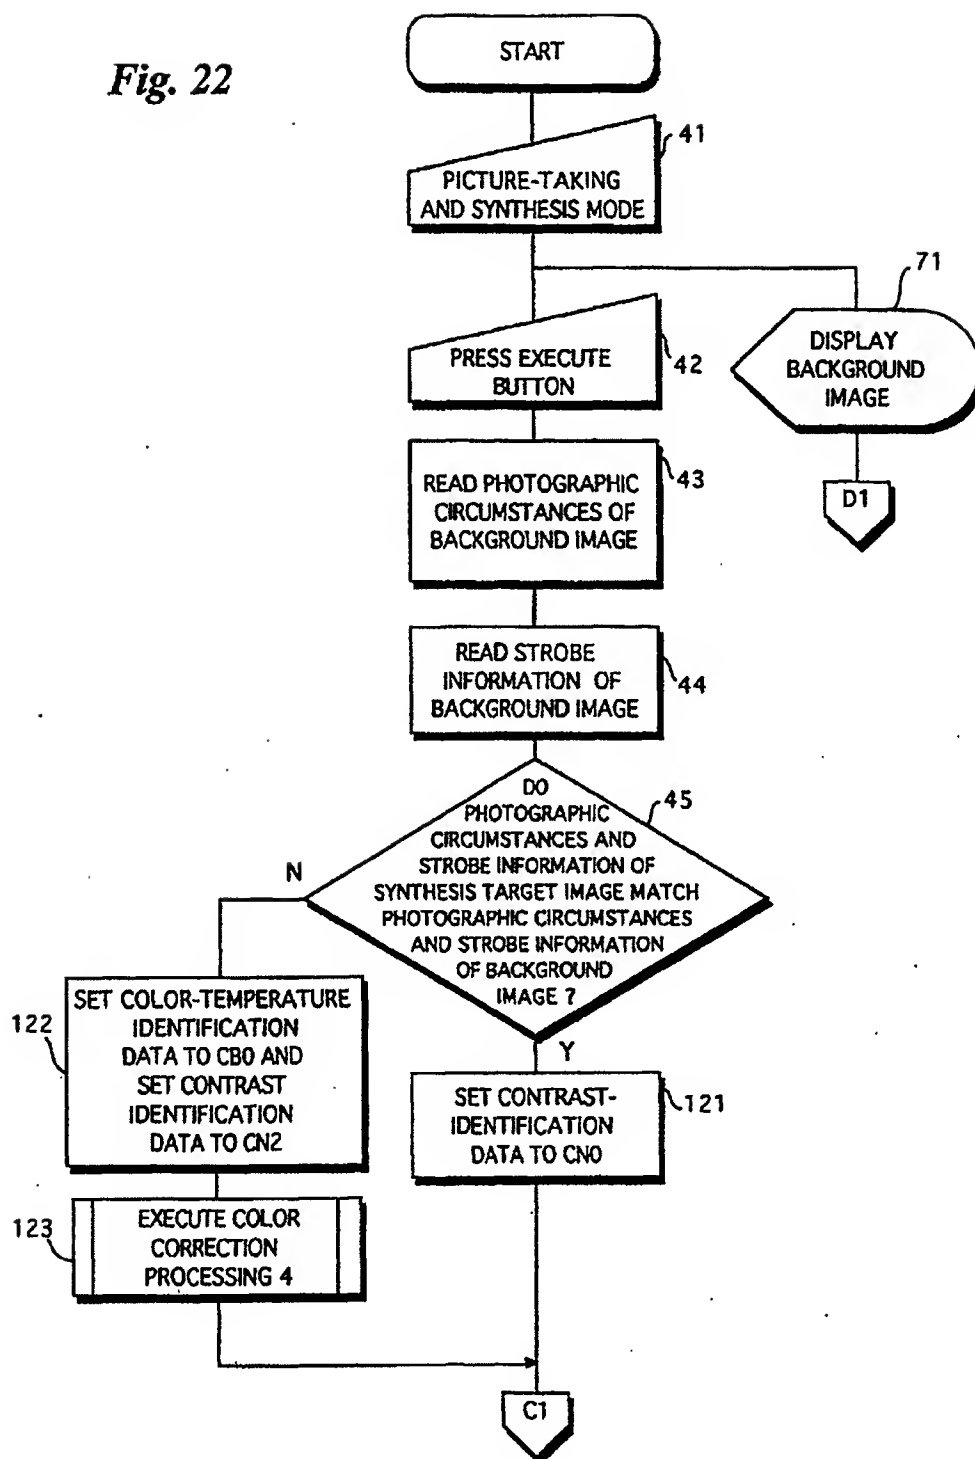 Fig. 22
START
41
PICTURE-TAKING
AND SYNTHESIS MODE
71
DISPLAY
BACKGROUND
IMAGE
D1
PRESS EXECUTE
BUTTON
42
READ PHOTOGRAPHIC
CIRCUMSTANCES OF
BACKGROUND IMAGE
43
READ STROBE
INFORMATION OF
BACKGROUND IMAGE
44
DO
PHOTOGRAPHIC
CIRCUMSTANCES AND
STROBE INFORMATION OF
SYNTHESIS TARGET IMAGE MATCH
PHOTOGRAPHIC CIRCUMSTANCES
AND STROBE INFORMATION
OF BACKGROUND
IMAGE ?
45
N
Y
122
SET COLOR-TEMPERATURE
IDENTIFICATION
DATA TO CB0 AND
SET CONTRAST
IDENTIFICATION
DATA TO CN2
SET CONTRAST-
IDENTIFICATION
DATA TO CN0
121
123
EXECUTE COLOR
CORRECTION
PROCESSING 4
C1